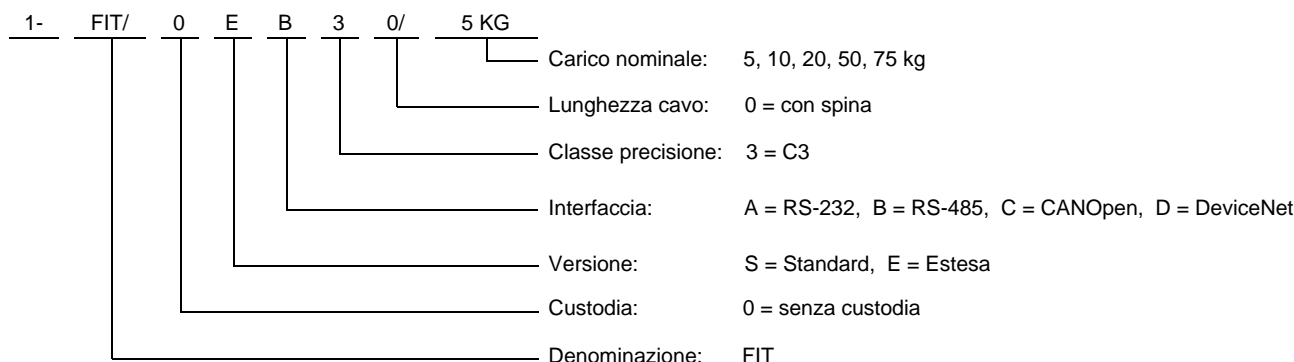 1- FIT/ 0 E B 3 0/ 5 KG
Carico nominale: 5, 10, 20, 50, 75 kg
Lunghezza cavo: 0 = con spina
Classe precisione: 3 = C3
Interfaccia: A = RS-232, B = RS-485, C = CANOpen, D = DeviceNet
Versione: S = Standard, E = Estesa
Custodia: 0 = senza custodia
Denominazione: FIT